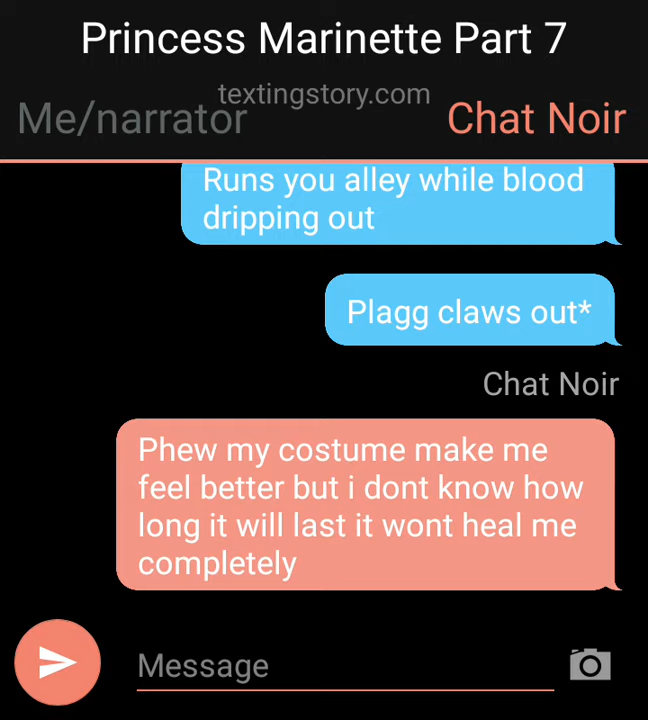 Princess Marinette Part 7
textingstory.com
Me/narrator
Chat Noir
Runs you alley while blood
dripping out
Plagg claws out*
Chat Noir
Phew my costume make me
feel better but i dont know how
long it will last it wont heal me
completely
Message